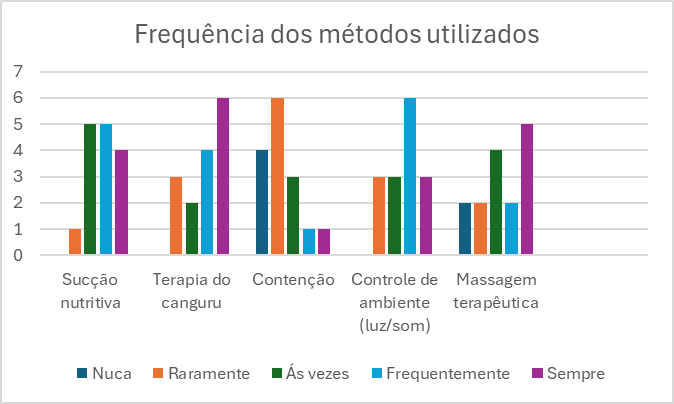 Frequência dos métodos utilizados
7
6
5
4
3
2
1
0
Sucção
nutritiva
Terapia do
canguru
Contenção
Controle de
ambiente
(luz/som)
Massagem
terapêutica
Nuca Raramente Ás vezes Frequentemente Sempre